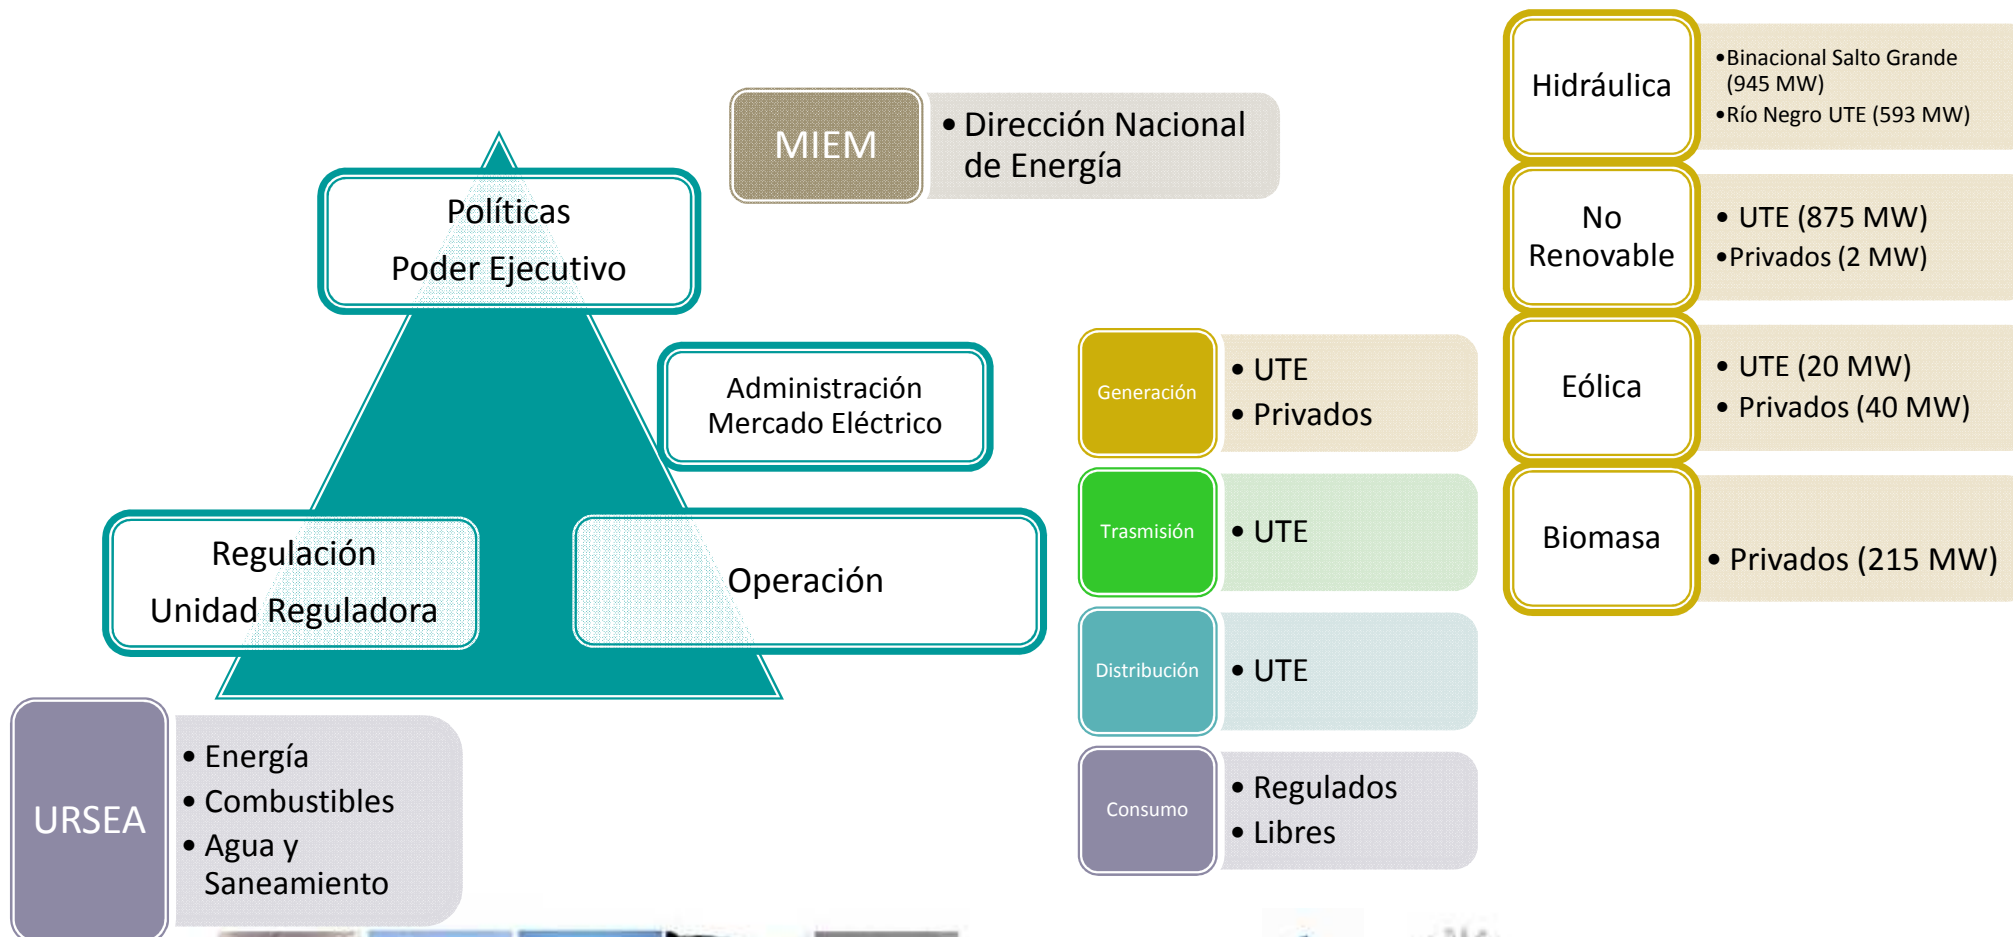 MIEM
• Dirección Nacional
de Energía
Políticas
Poder Ejecutivo
Administración
Mercado Eléctrico
Regulación
Unidad Reguladora
Operación
URSEA
• Energía
• Combustibles
• Agua y
Saneamiento
Generación
• UTE
• Privados
Trasmisión
• UTE
Distribución
• UTE
Consumo
• Regulados
• Libres
Hidráulica
•Binacional Salto Grande
(945 MW)
•Río Negro UTE (593 MW)
No
Renovable
• UTE (875 MW)
•Privados (2 MW)
Eólica
• UTE (20 MW)
• Privados (40 MW)
Biomasa
• Privados (215 MW)